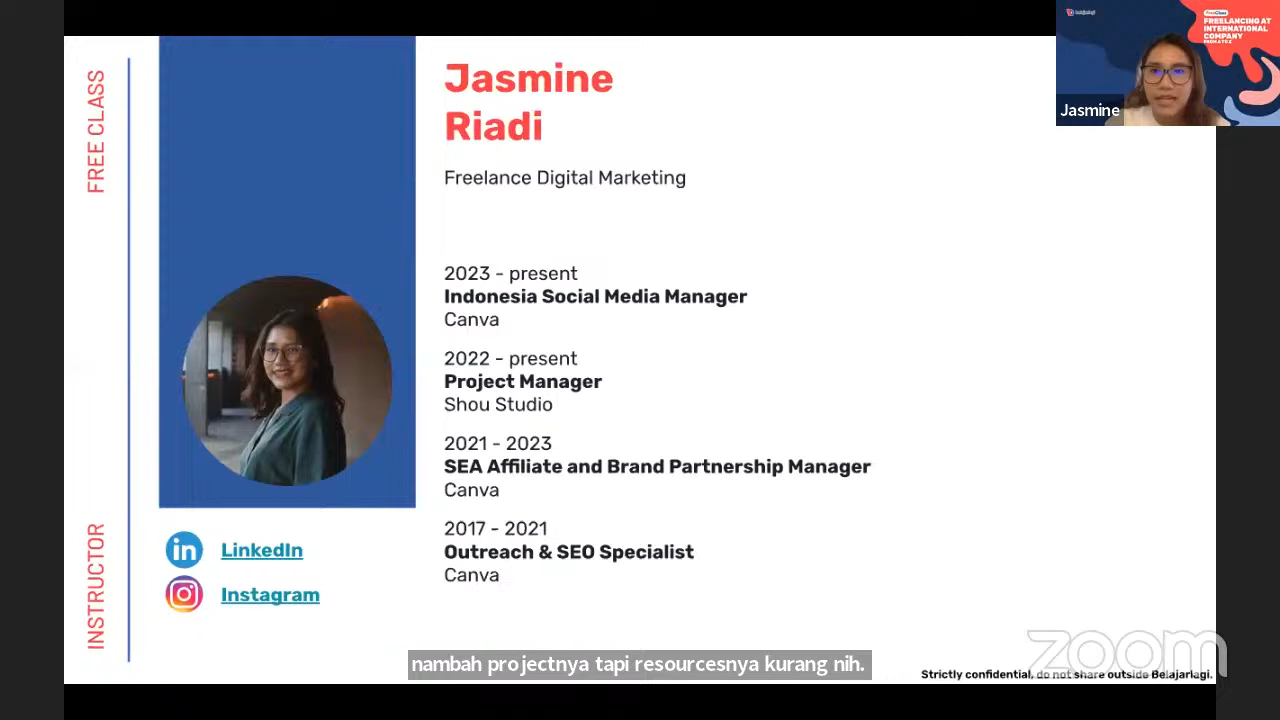 FREE CLASS
INSTRUCTOR
Jasmine
Riadi
Freelance Digital Marketing
2023 - present
Indonesia Social Media Manager
Canva
2022 - present
Project Manager
Shou Studio
2021 - 2023
SEA Affiliate and Brand Partnership Manager
Canva
2017 - 2021
Outreach & SEO Specialist
Canva
in
LinkedIn
Instagram
FREELANCING AT
INTERNATIONAL
COMPANY
FROM A TO Z
Jasmine
nambah projectnya tapi resourcesnya kurang nih.
zoom
Strictly confidential, do not share outside Belajarlagi.